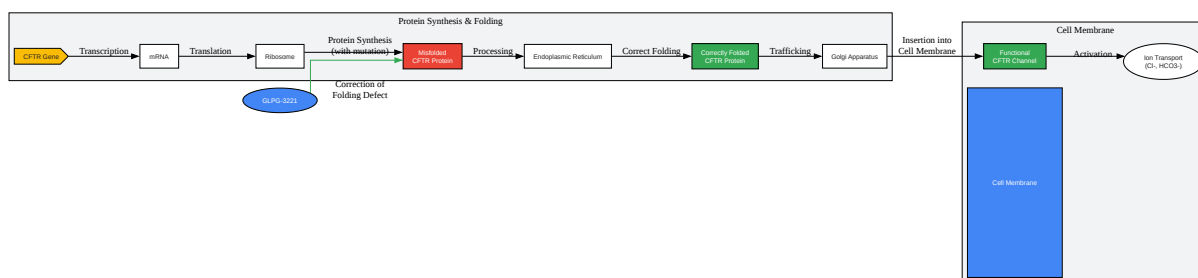 Protein Synthesis & Folding
CFTR Gene
Transcription
mRNA
Translation
Ribosome
Protein Synthesis
(with mutation)
Misfolded
CFTR Protein
Processing
Endoplasmic Reticulum
Correct Folding
Correctly Folded
CFTR Protein
Trafficking
Golgi Apparatus
GLPG-3221
Correction of
Folding Defect
Insertion into
Cell Membrane
Cell Membrane
Functional
CFTR Channel
Activation
Ion Transport
(Cl-, HCO3-)
Cell Membrane